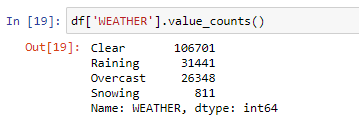 In [19]: df['WEATHER'].value_counts()
Out[19]: Clear 106701
Raining 31441
Overcast 26348
Snowing 811
Name: WEATHER, dtype: int64